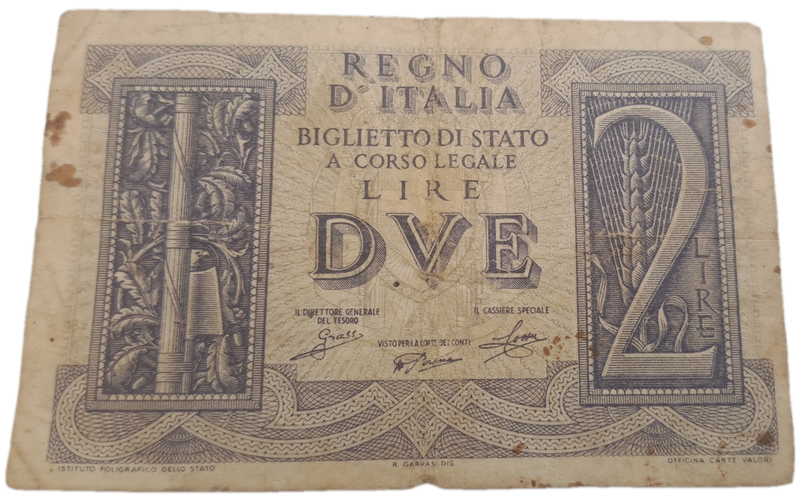 REGNO
D'ITALIA
BIGLIETTO DI STATO
A CORSO LEGALE
LIRE
DVE
2
LIRE
IL DIRETTORE GENERALE
DEL TESORO
IL CASSIERE SPECIALE
Grassi
VISTO PER LA CORTE DEI CONTI
ISTITUTO POLIGRAFICO DELLO STATO
R. GARRASI DIS.
OFFICINA CARTE VALORI